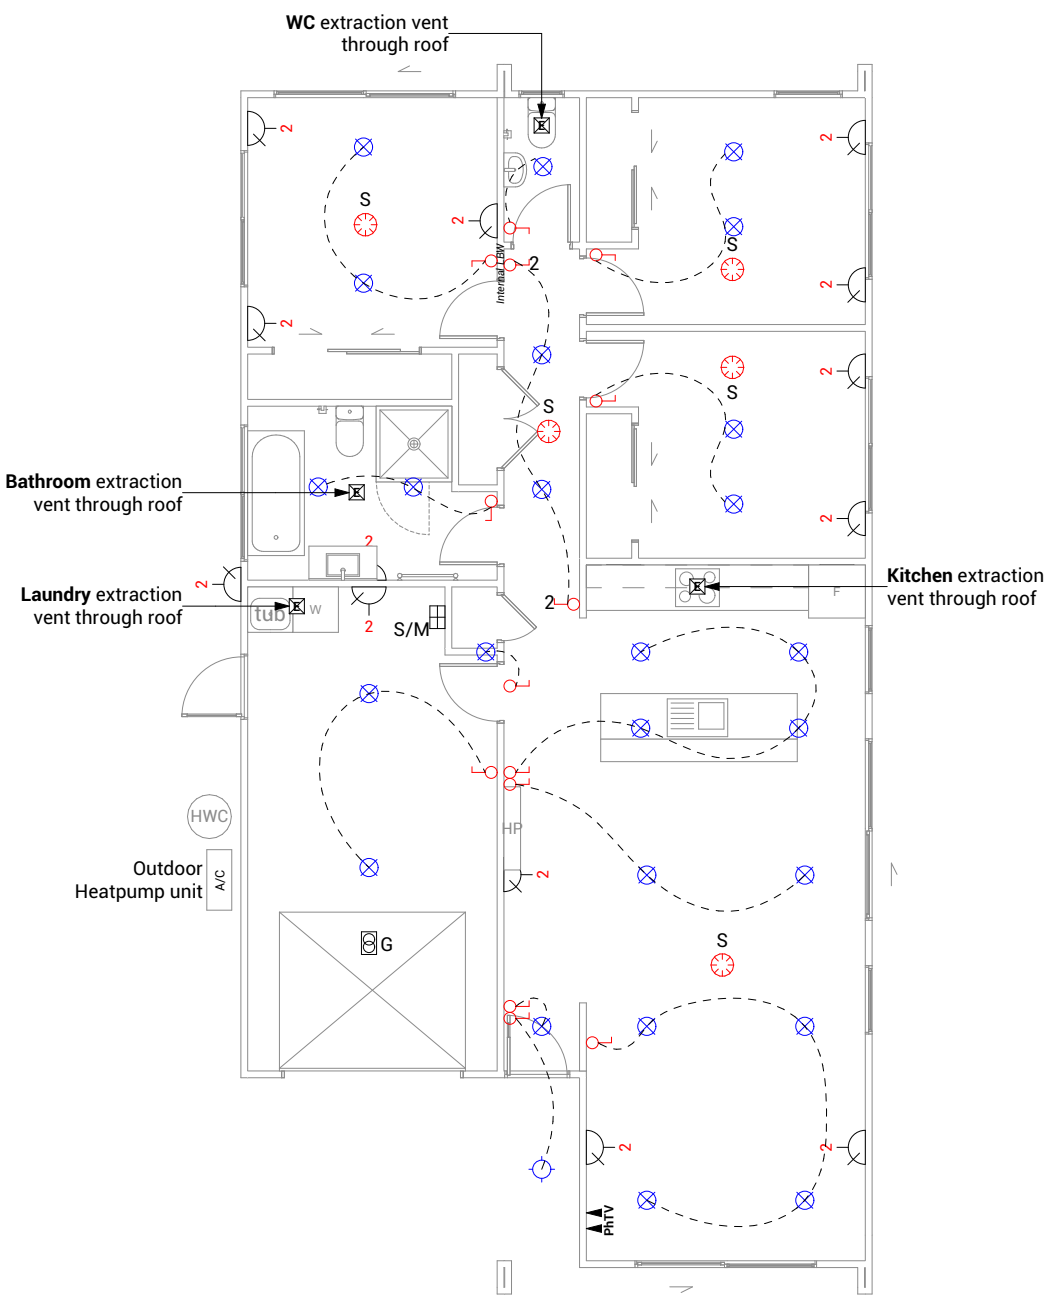 WC extraction vent
through roof
2
2
S
2
2
S
Internal LBW
2
2
2
2
S
S
2
Bathroom extraction
vent through roof
2
2
2
Laundry extraction
vent through roof
tub
W
2
S/M
2
Kitchen extraction
vent through roof
F
HWC
HP
Outdoor
Heatpump unit
A/C
2
G
S
2
2
PhTV
E
E
E
E